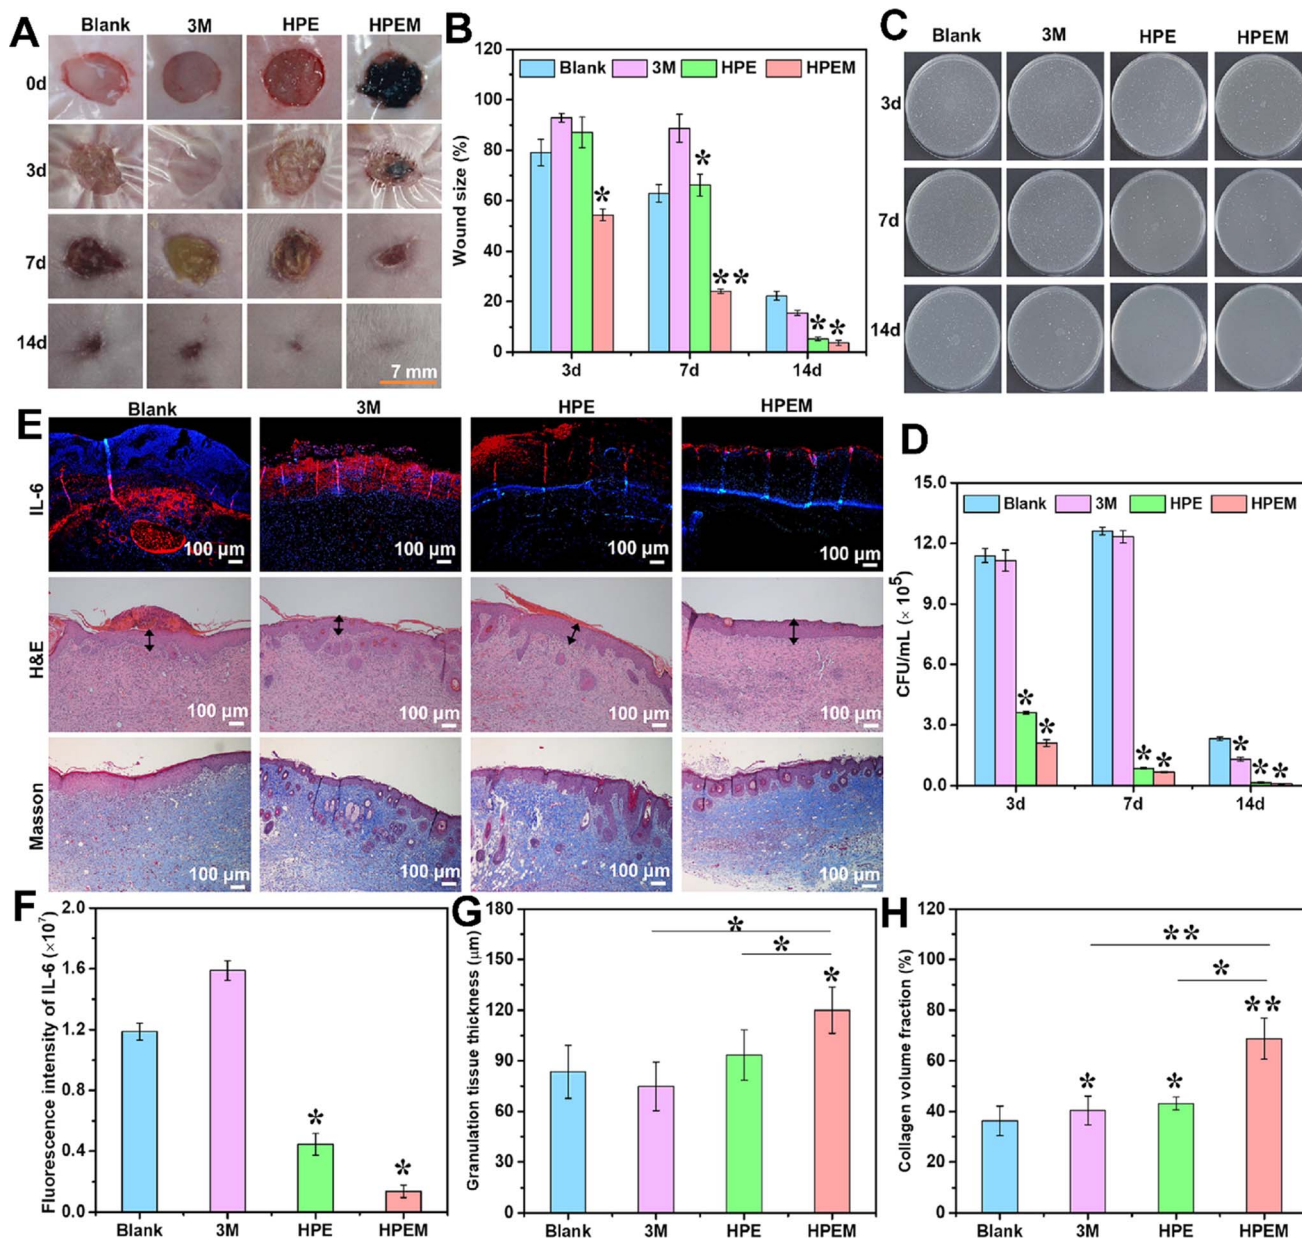 A
Blank 3M HPE HPEM
0d
3d
7d
14d
7 mm
B
Wound size (%)
120
100
80
60
40
20
0
Blank 3M HPE HPEM
*
*
**
* *
3d 7d 14d
C
Blank 3M HPE HPEM
3d
7d
14d
E
Blank 3M HPE HPEM
IL-6
100 µm 100 µm 100 µm 100 µm
H&E
100 µm 100 µm 100 µm 100 µm
Masson
100 µm 100 µm 100 µm 100 µm
D
CFU/mL (× 10⁵)
15.0
12.0
9.0
6.0
3.0
0.0
Blank 3M HPE HPEM
* *
* *
* * *
3d 7d 14d
F
Fluorescence intensity of IL-6 (×10⁷)
2.0
1.6
1.2
0.8
0.4
0.0
*
*
Blank 3M HPE HPEM
G
Granulation tissue thickness (µm)
180
150
120
90
60
30
0
*
*
*
Blank 3M HPE HPEM
H
Collagen volume fraction (%)
120
100
80
60
40
20
0
**
*
**
* *
Blank 3M HPE HPEM